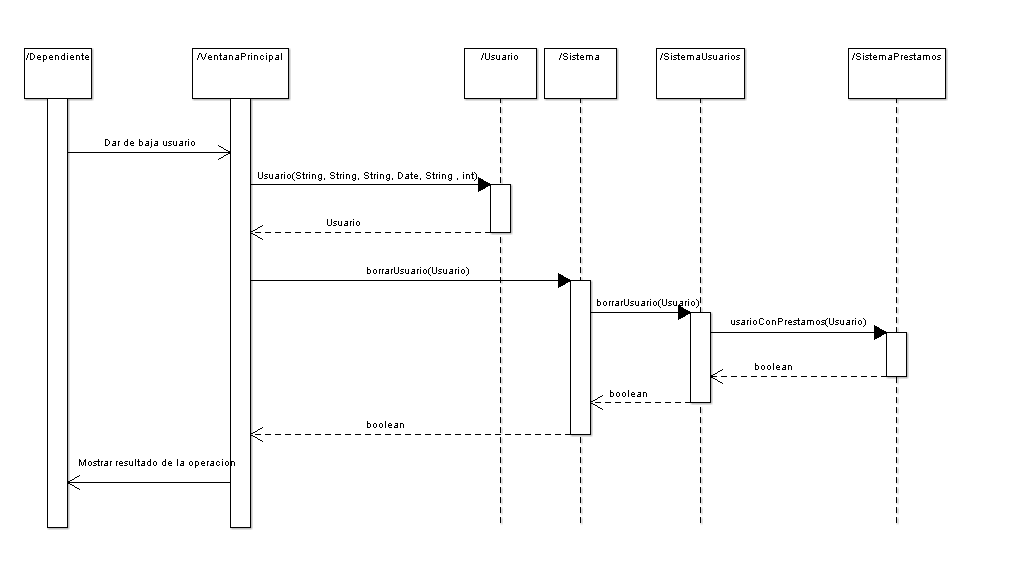 /Dependiente
/VentanaPrincipal
/Usuario
/Sistema
/SistemaUsuarios
/SistemaPrestamos
Dar de baja usuario
Usuario(String, String, String, Date, String , int)
Usuario
borrarUsuario(Usuario)
borrarUsuario(Usuario)
usarioConPrestamos(Usuario)
boolean
boolean
boolean
Mostrar resultado de la operacion